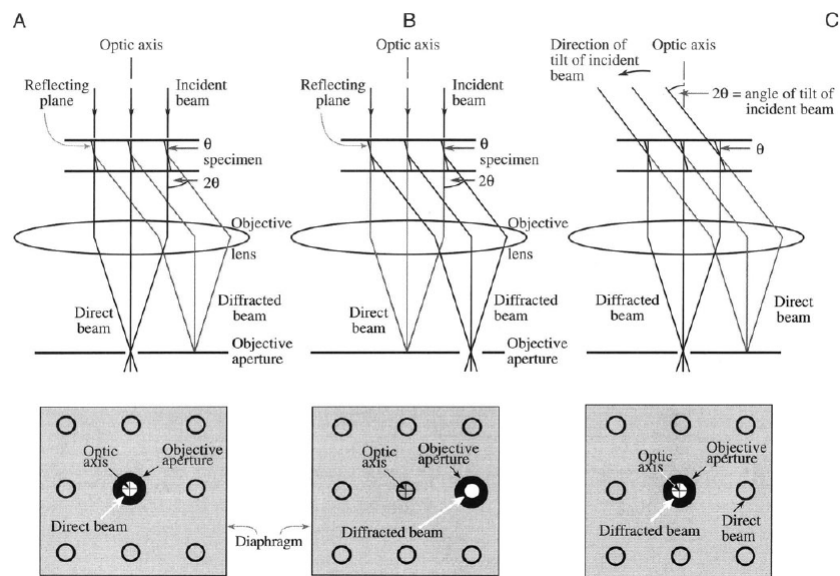 A
B
C
Optic axis
Reflecting
plane
Incident
beam
θ
specimen
2θ
Objective
lens
Direct
beam
Diffracted
beam
Objective
aperture
Optic axis
Reflecting
plane
Incident
beam
θ
specimen
2θ
Objective
lens
Direct
beam
Diffracted
beam
Objective
aperture
Direction of
tilt of incident
beam
Optic axis
2θ = angle of tilt of
incident beam
θ
Diffracted
beam
Direct
beam
Optic
axis
Objective
aperture
Direct beam
Diaphragm
Optic
axis
Objective
aperture
Diffracted beam
Optic
axis
Objective
aperture
Diffracted beam
Direct
beam